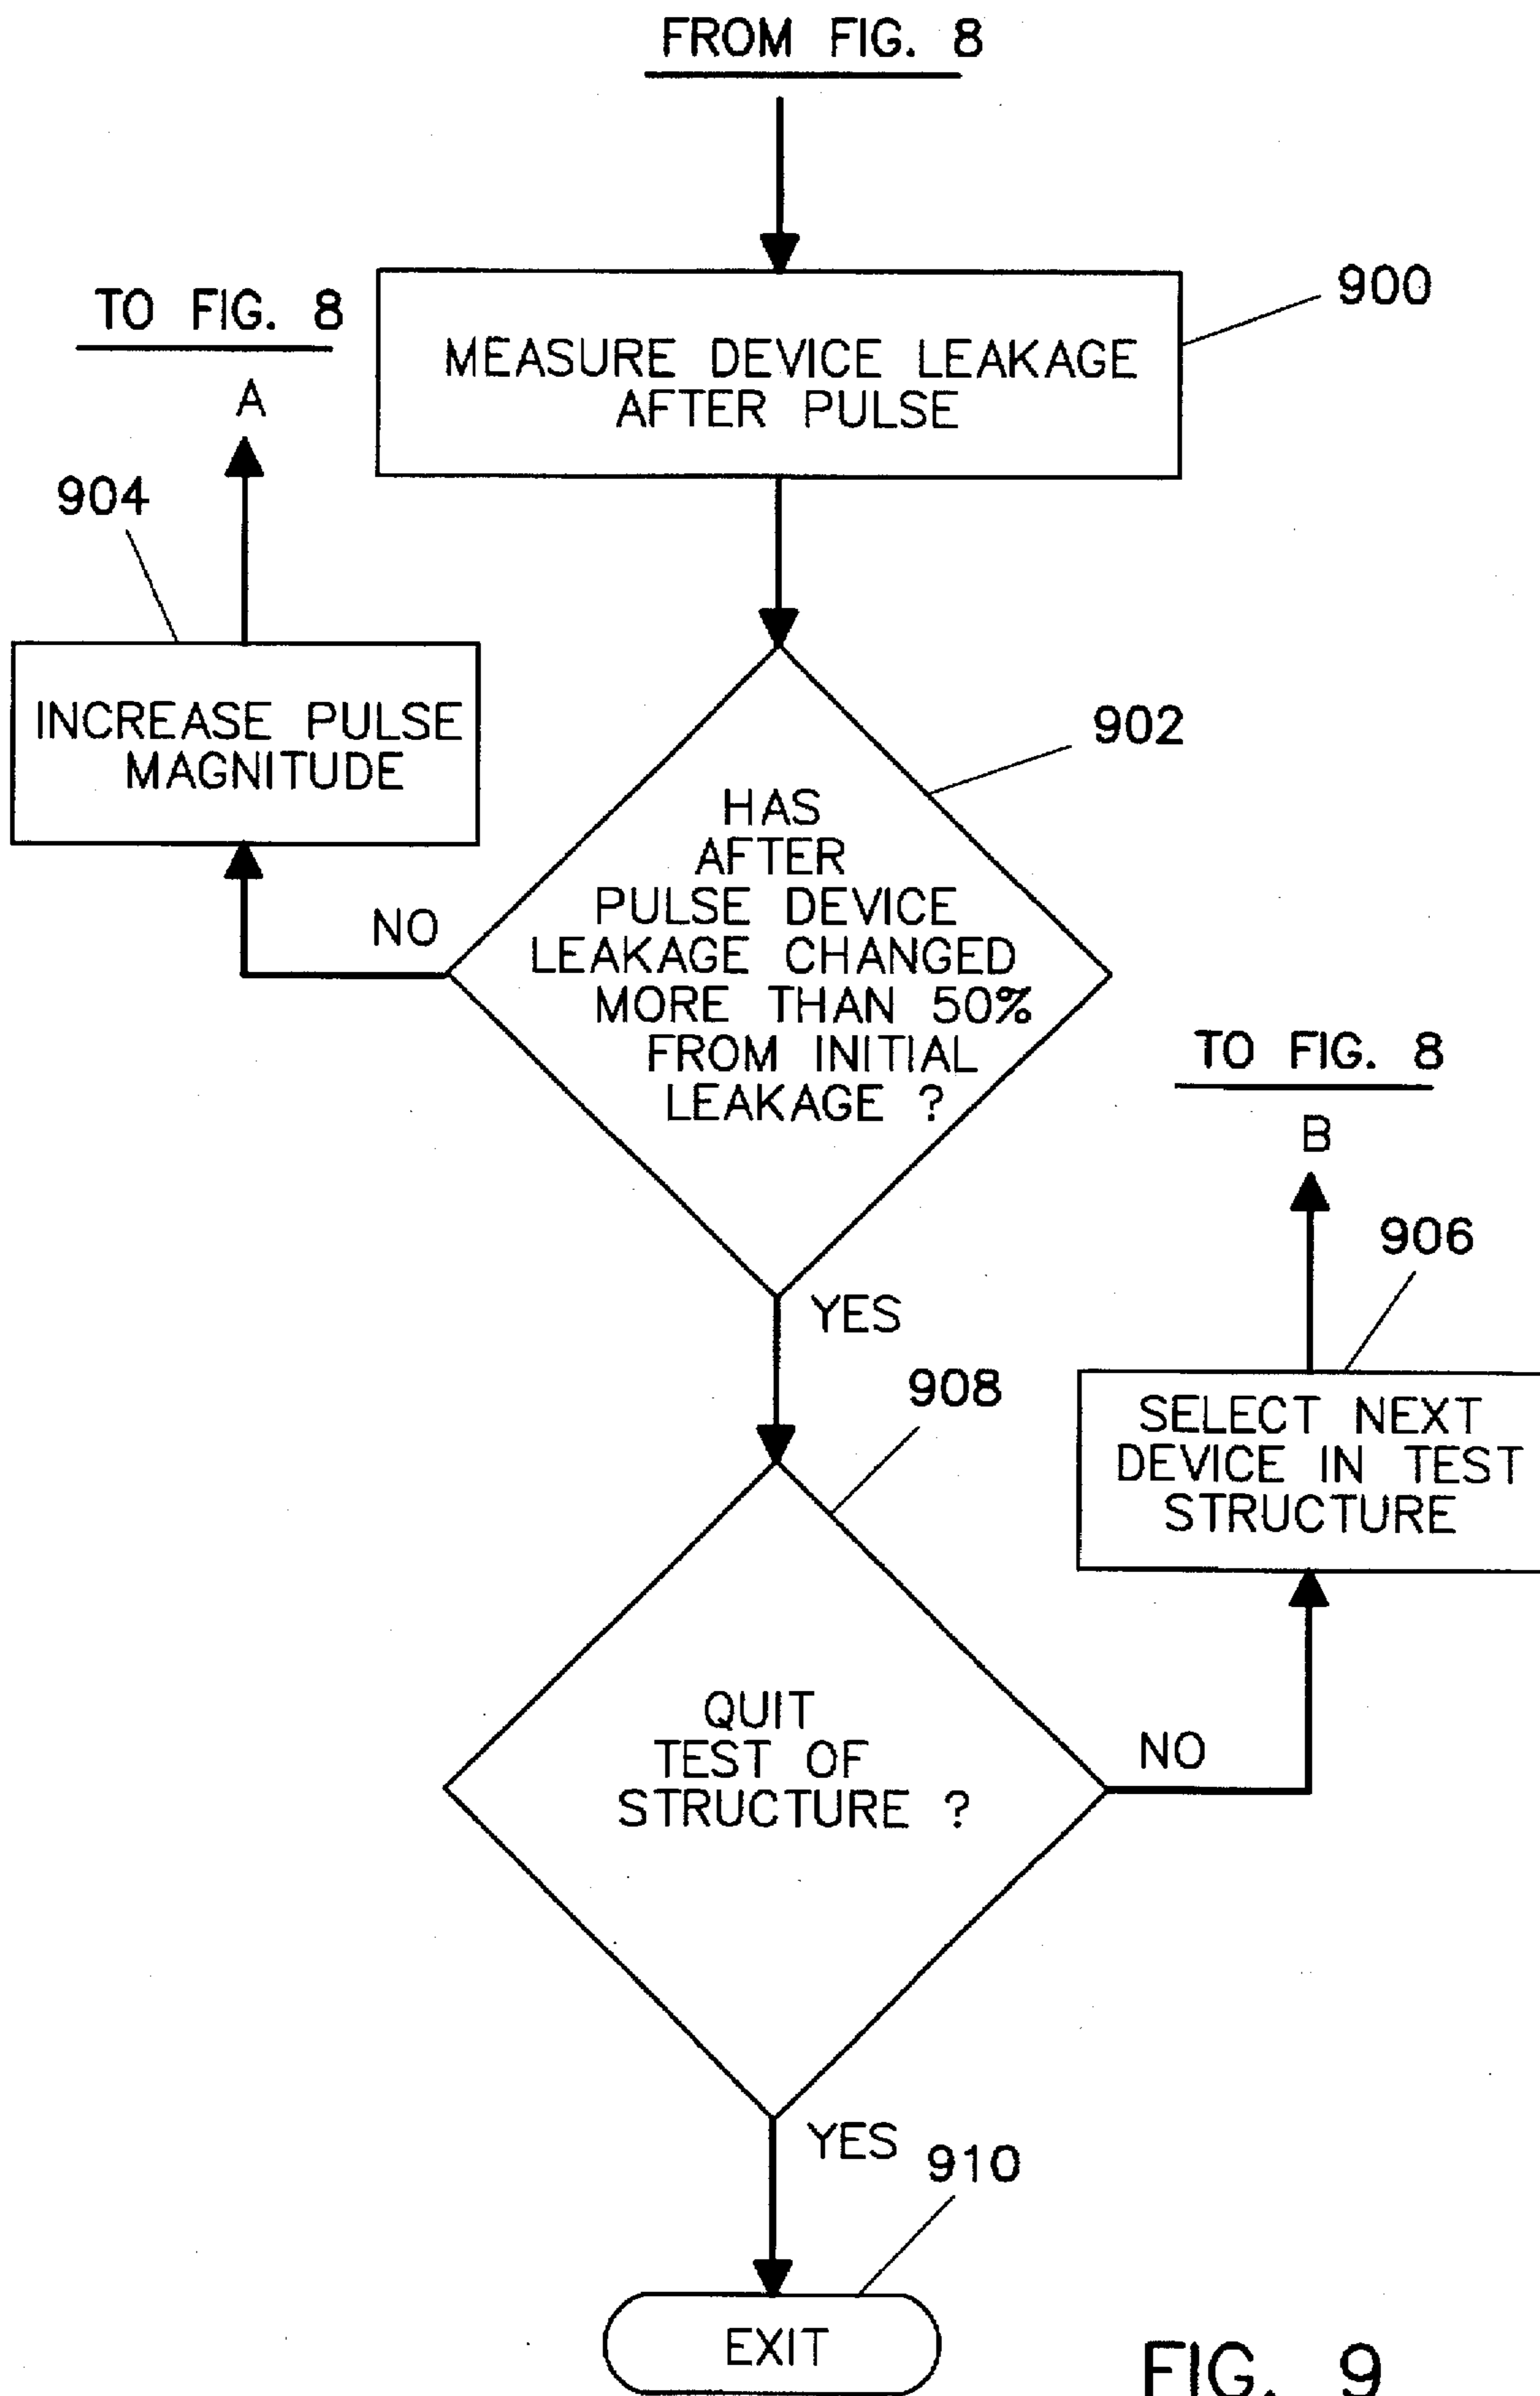 FROM FIG. 8
TO FIG. 8
A
900
MEASURE DEVICE LEAKAGE
AFTER PULSE
904
INCREASE PULSE
MAGNITUDE
902
HAS
AFTER
PULSE DEVICE
LEAKAGE CHANGED
MORE THAN 50%
FROM INITIAL
LEAKAGE ?
NO
TO FIG. 8
B
906
YES
908
SELECT NEXT
DEVICE IN TEST
STRUCTURE
QUIT
TEST OF
STRUCTURE ?
NO
YES
910
EXIT
FIG. 9